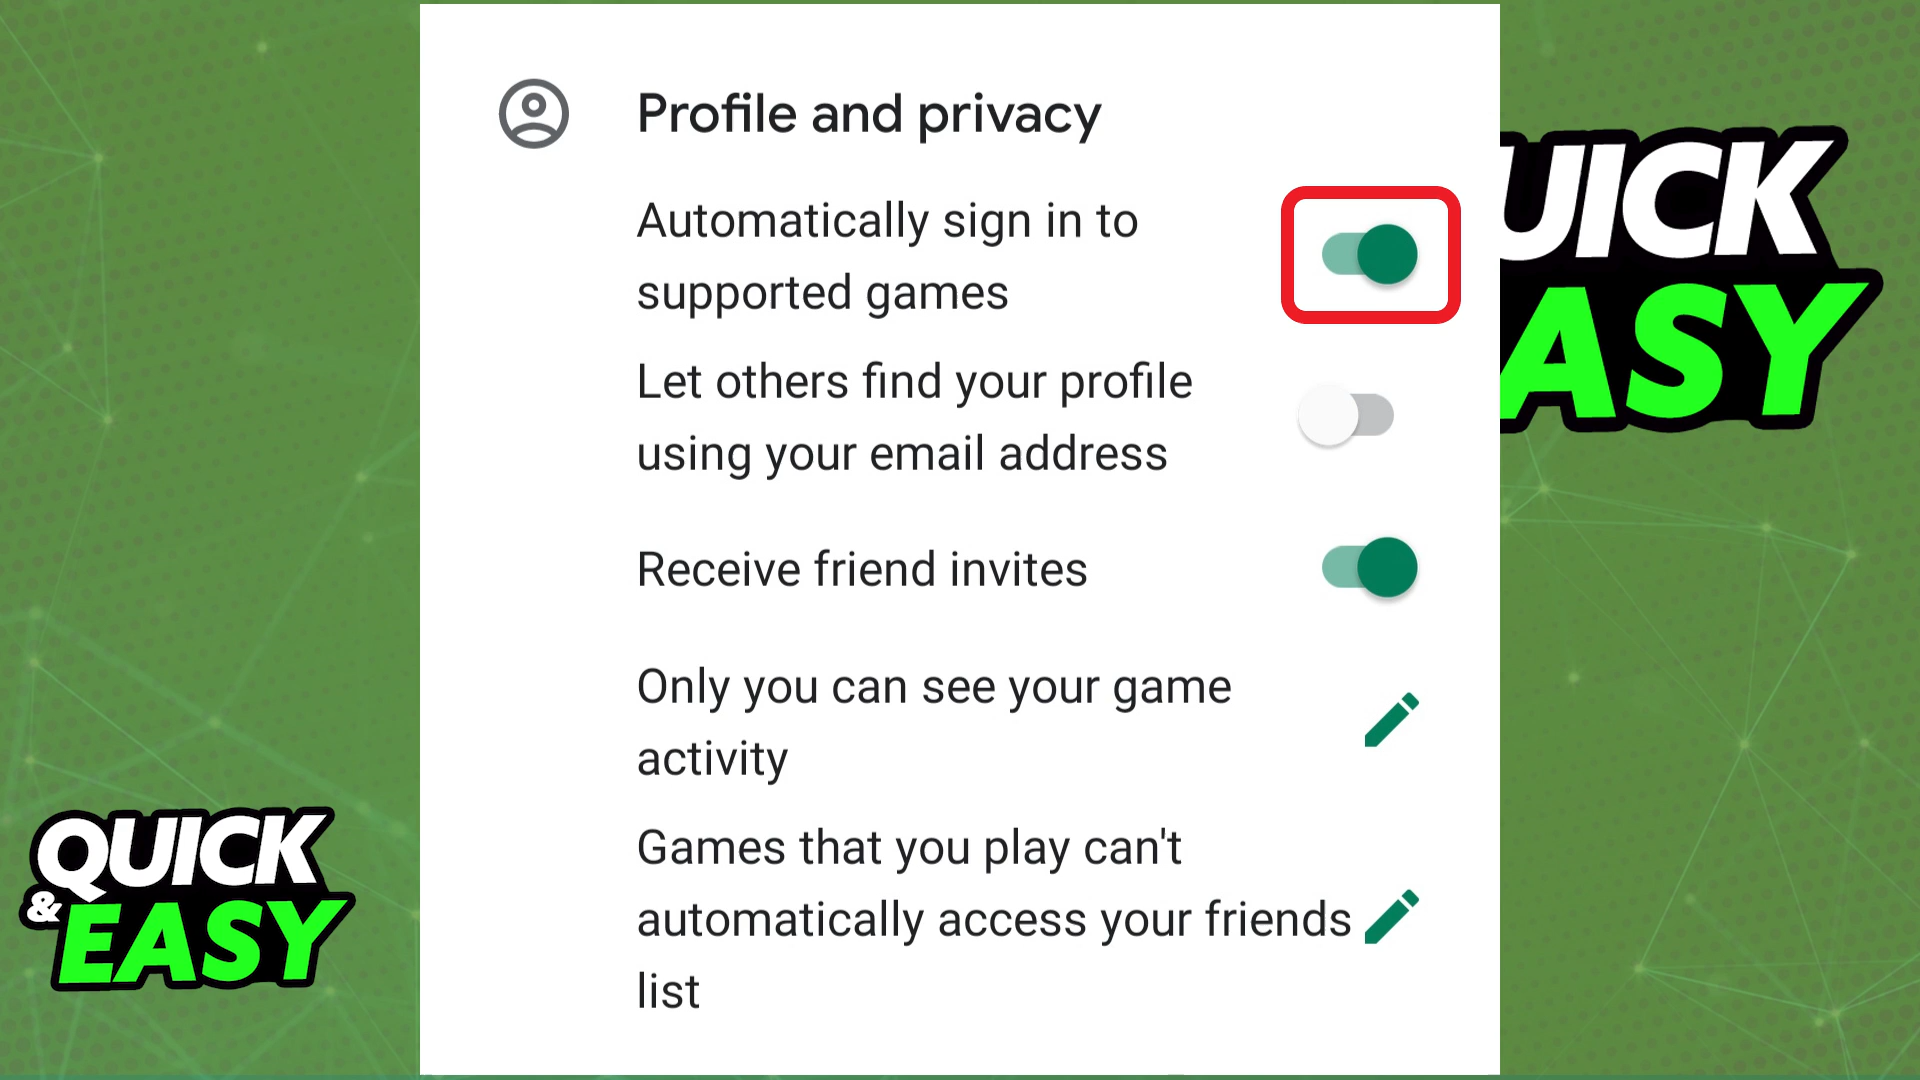 Profile and privacy
Automatically sign in to
supported games
Let others find your profile
using your email address
Receive friend invites
Only you can see your game
activity
Games that you play can't
automatically access your friends
list
UICK
ASY
QUICK
& EASY